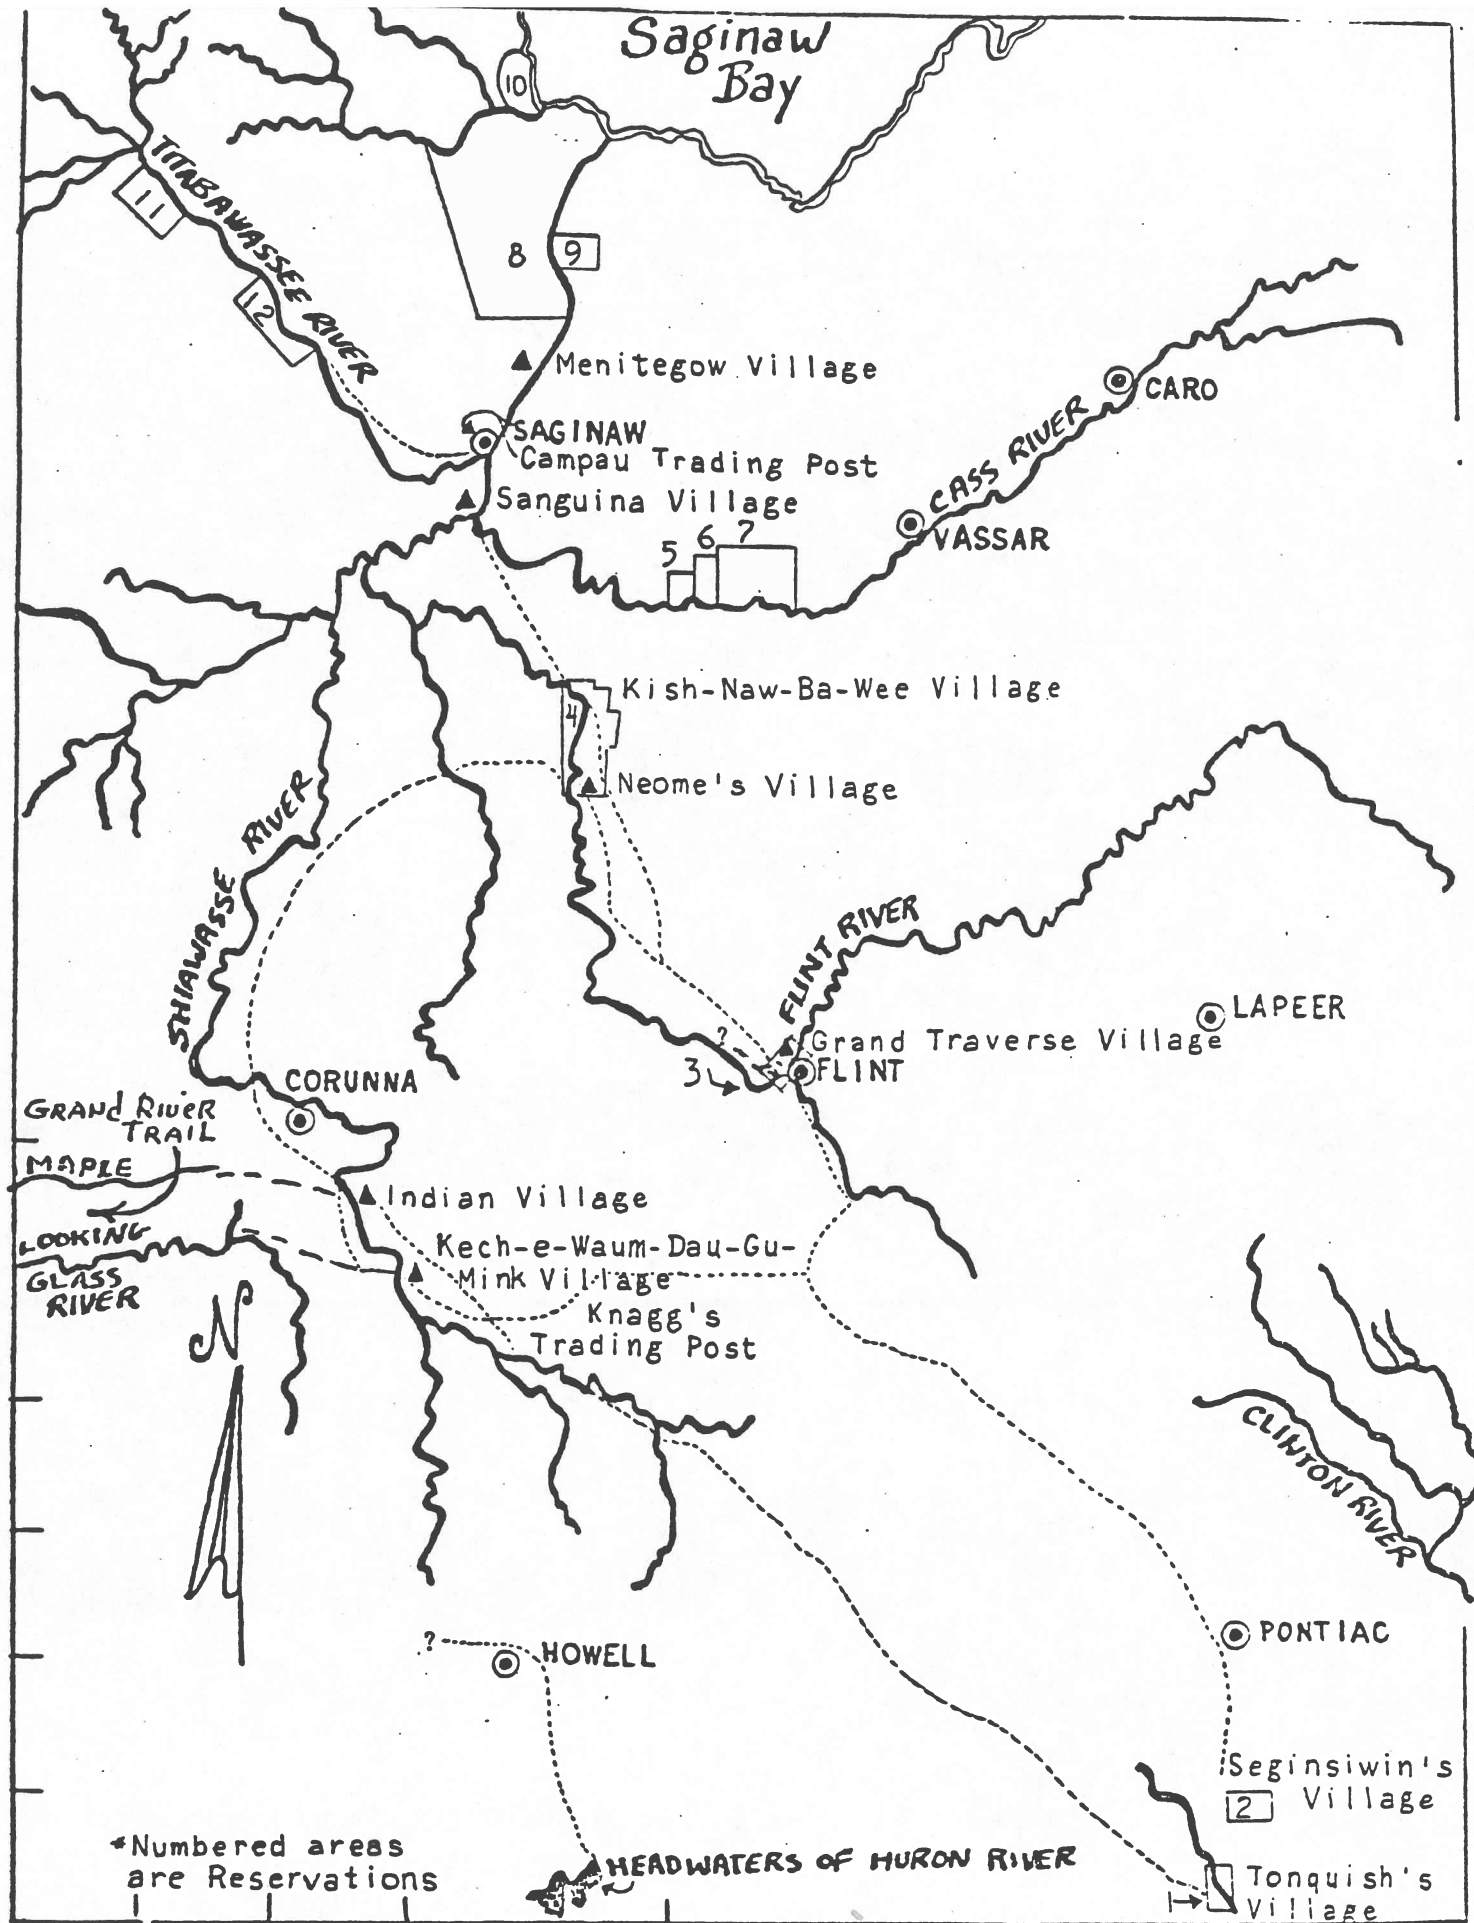 Saginaw
Bay
10
TITABAWASSEE RIVER
11
8
9
12
Menitegow Village
CARO
SAGINAW
Campau Trading Post
CASS RIVER
Sanguina Village
VASSAR
5
6
7
Kish-Naw-Ba-Wee Village
4
Neome's Village
SHIAWASSE RIVER
FLINT RIVER
LAPEER
?
Grand Traverse Village
3
FLINT
CORUNNA
GRAND RIVER
TRAIL
MAPLE
Indian Village
LOOKING
GLASS
RIVER
Kech-e-Waum-Dau-Gu-
Mink Village
Knagg's
Trading Post
N
CLINTON RIVER
?
HOWELL
PONTIAC
Seginsiwin's
Village
2
*Numbered areas
are Reservations
HEADWATERS OF HURON RIVER
Tonquish's
Village
1